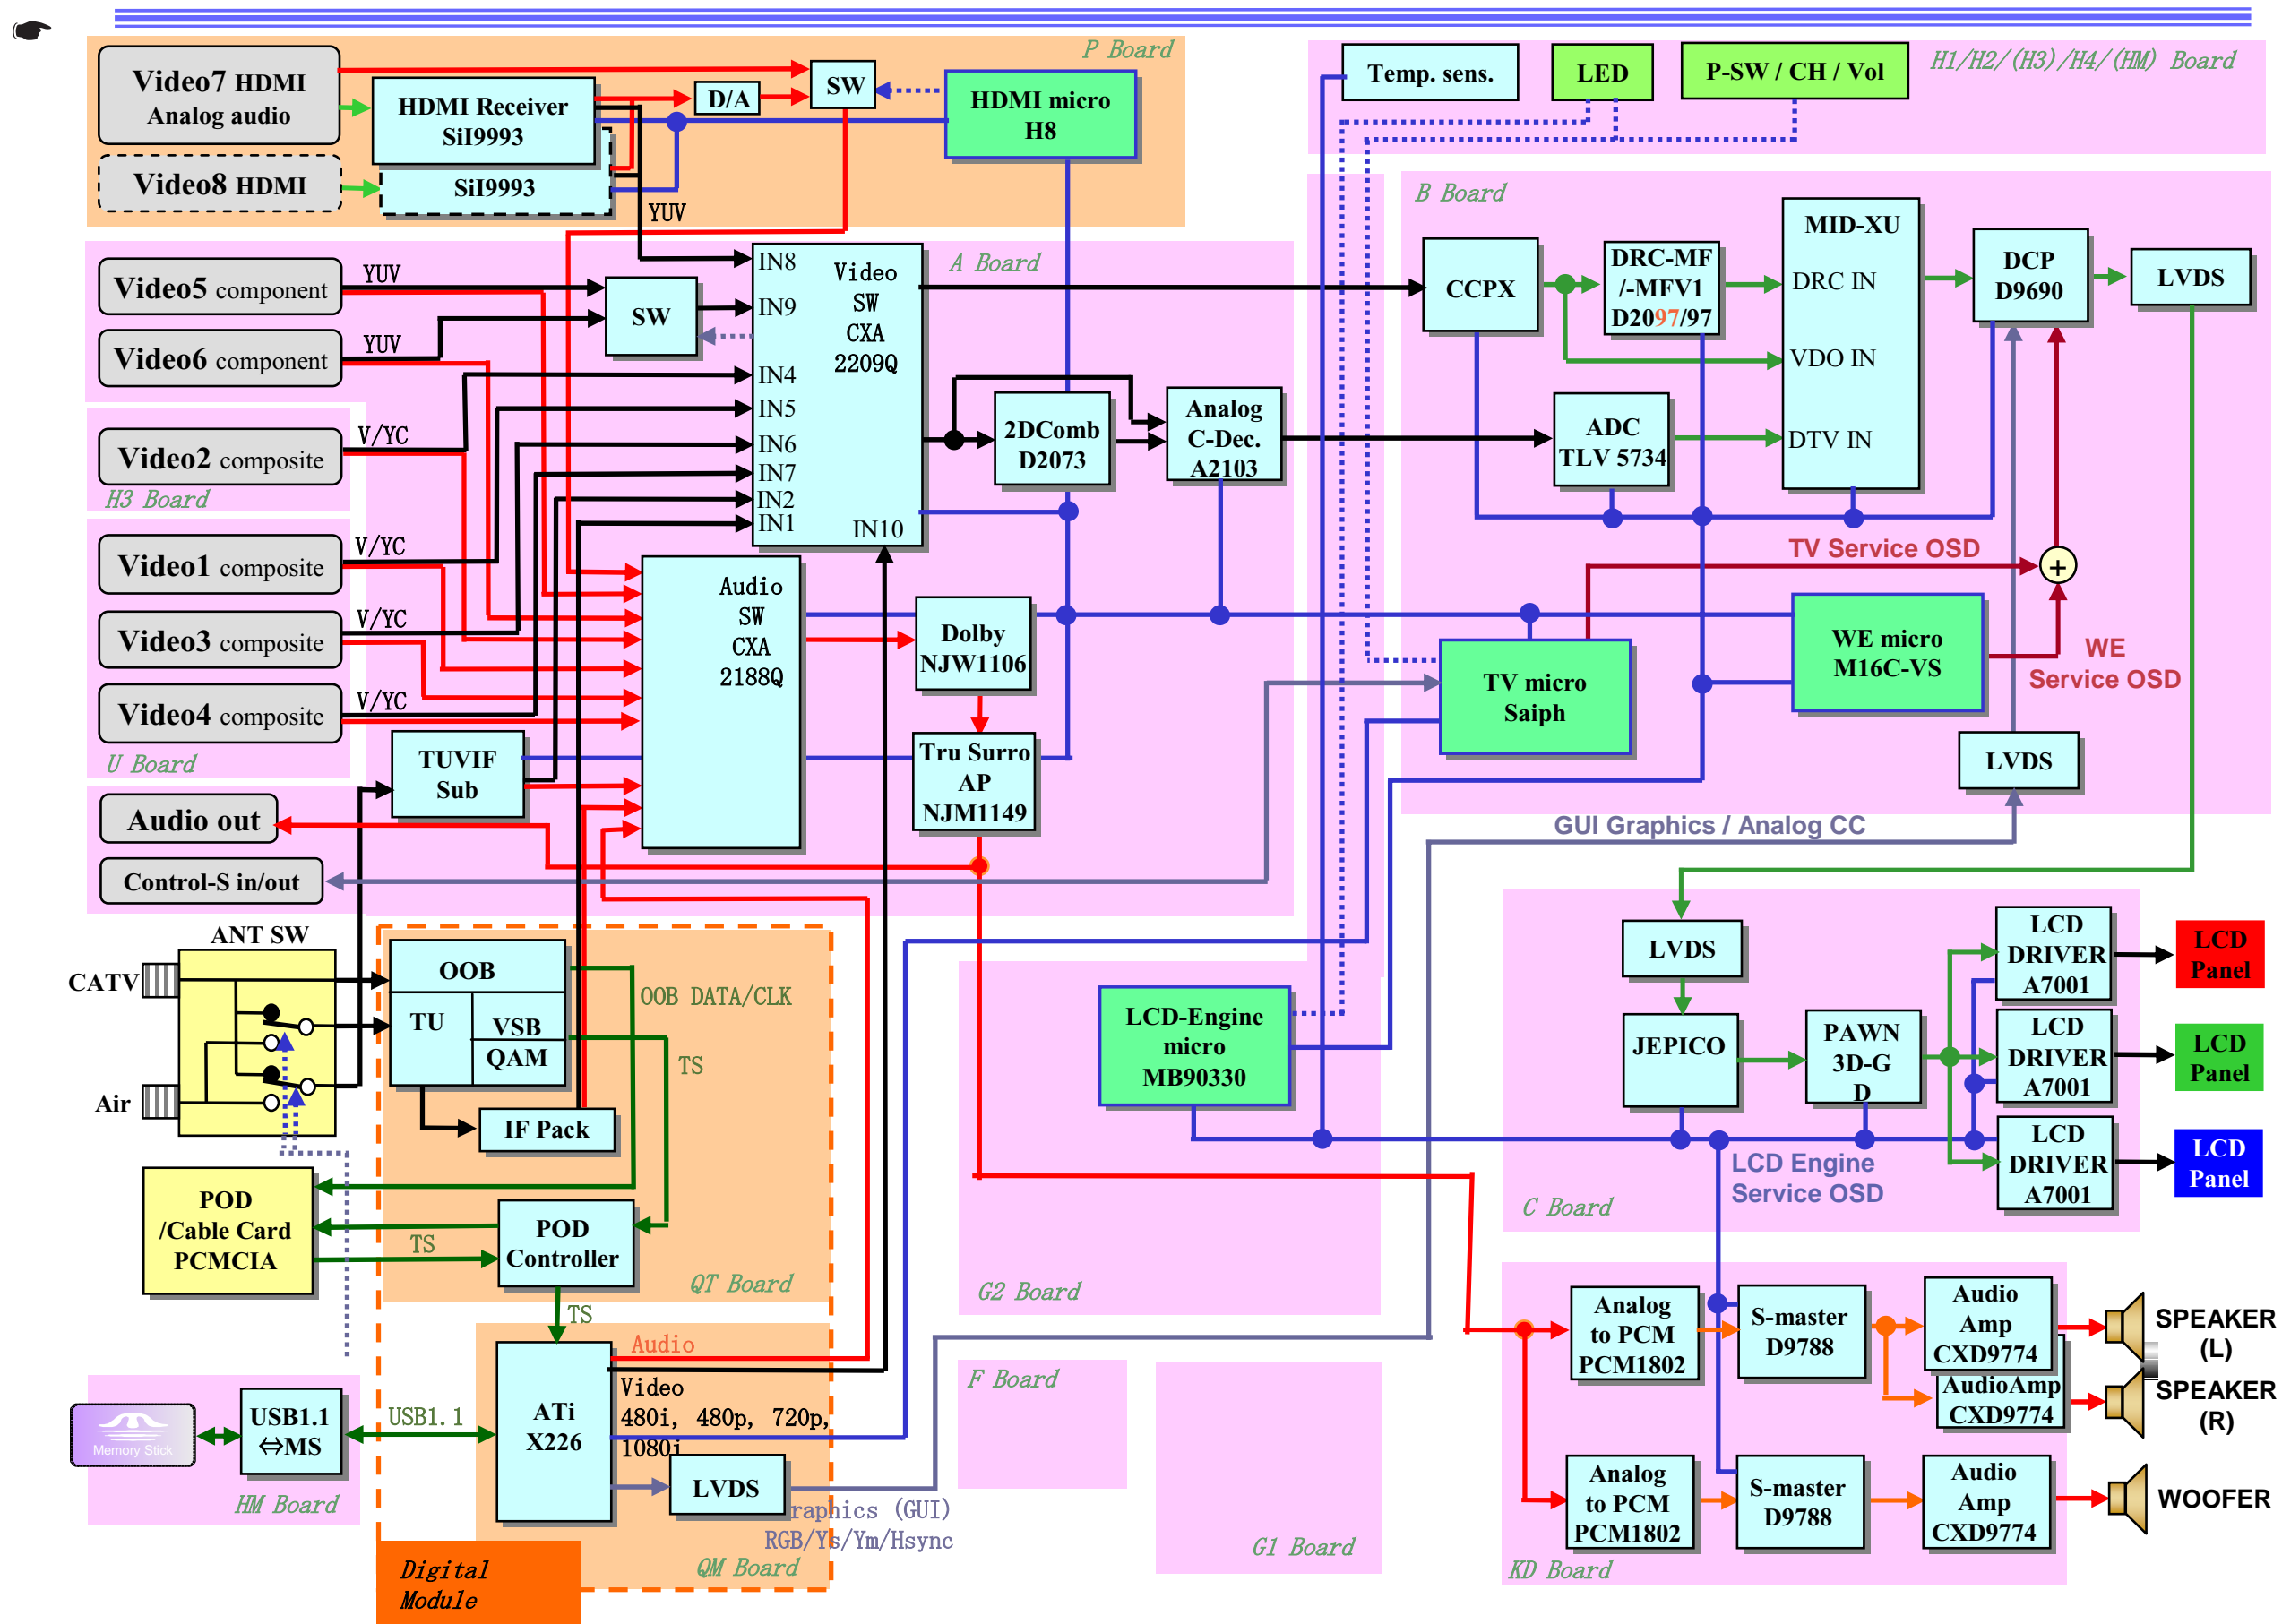 P Board
Video7 HDMI
Analog audio
HDMI Receiver
SiI9993
D/A
SW
HDMI micro
H8
Video8 HDMI
SiI9993
YUV
Temp. sens.
LED
P-SW / CH / Vol
H1/H2/(H3)/H4/(HM) Board
A Board
Video5 component
YUV
Video6 component
YUV
SW
IN8
IN9
IN4
IN5
IN6
IN7
IN2
IN1
IN10
Video
SW
CXA
2209Q
Video2 composite
V/YC
H3 Board
2DComb
D2073
Analog
C-Dec.
A2103
Video1 composite
V/YC
Video3 composite
V/YC
Video4 composite
V/YC
U Board
Audio
SW
CXA
2188Q
Dolby
NJW1106
Tru Surro
AP
NJM1149
TUVIF
Sub
Audio out
Control-S in/out
B Board
CCPX
DRC-MF
/-MFV1
D2097/97
MID-XU
DRC IN
VDO IN
DTV IN
DCP
D9690
LVDS
ADC
TLV 5734
TV Service OSD
+
TV micro
Saiph
WE micro
M16C-VS
WE
Service OSD
LVDS
GUI Graphics / Analog CC
ANT SW
CATV
Air
OOB
TU
VSB
QAM
OOB DATA/CLK
TS
IF Pack
POD
/Cable Card
PCMCIA
TS
POD
Controller
QT Board
TS
LCD-Engine
micro
MB90330
G2 Board
LVDS
JEPICO
PAWN
3D-G
D
LCD
DRIVER
A7001
LCD
Panel
LCD
DRIVER
A7001
LCD
Panel
LCD
DRIVER
A7001
LCD
Panel
LCD Engine
Service OSD
C Board
Memory Stick
USB1.1
⇔MS
USB1.1
HM Board
ATi
X226
Audio
Video
480i, 480p, 720p,
1080i
LVDS
raphics (GUI)
RGB/Ys/Ym/Hsync
QM Board
Digital
Module
F Board
G1 Board
Analog
to PCM
PCM1802
S-master
D9788
Audio
Amp
CXD9774
AudioAmp
CXD9774
SPEAKER
(L)
SPEAKER
(R)
Analog
to PCM
PCM1802
S-master
D9788
Audio
Amp
CXD9774
WOOFER
KD Board